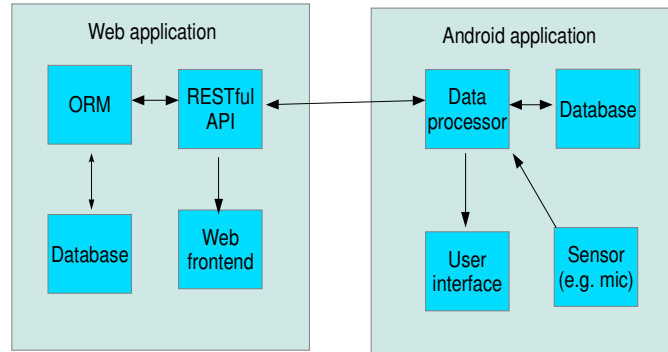 Web application
ORM
RESTful
API
Database
Web
frontend
Android application
Data
processor
Database
User
interface
Sensor
(e.g. mic)